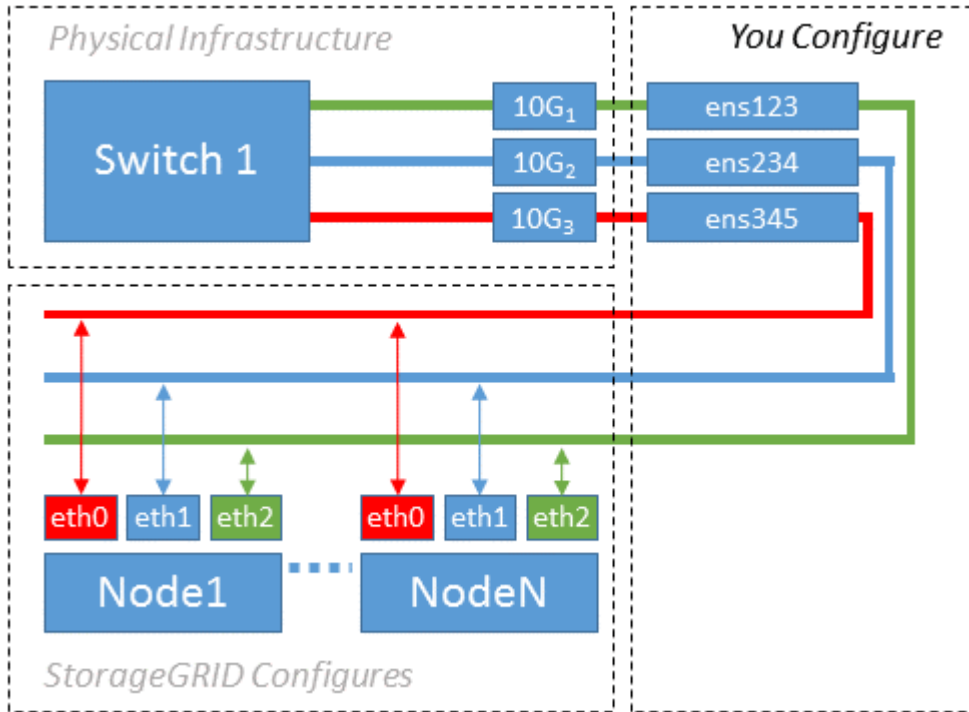 Physical Infrastructure
You Configure
Switch 1
10G₁
ens123
10G₂
ens234
10G₃
ens345
eth0 eth1 eth2
eth0 eth1 eth2
Node1
NodeN
StorageGRID Configures